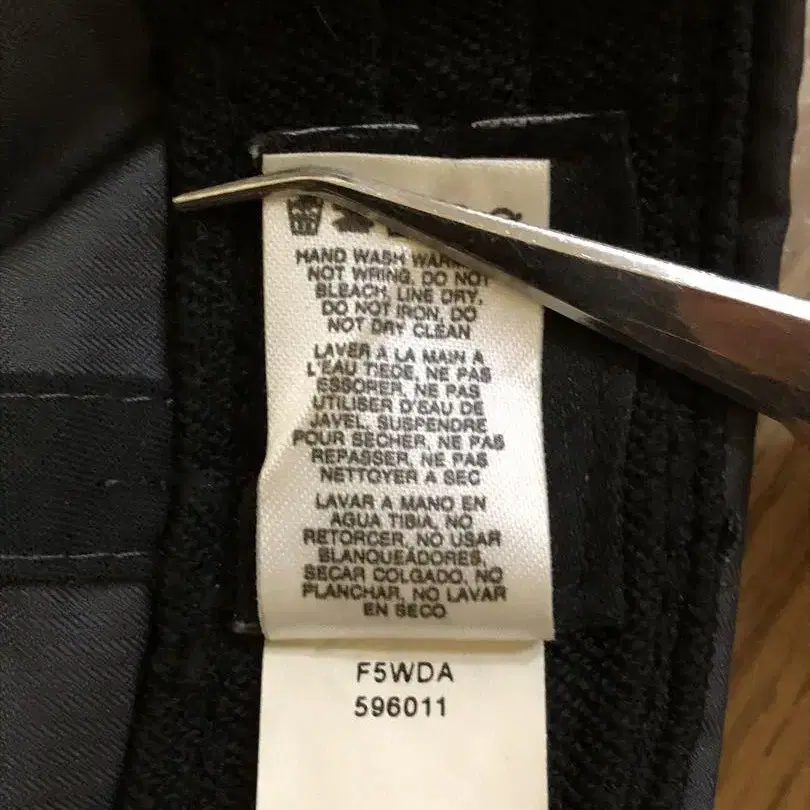 HAND WASH WARM
NOT WRING, DO NOT
BLEACH, LINE DRY,
DO NOT IRON, DO
NOT DRY CLEAN
LAVER A LA MAIN A
L'EAU TIEDE, NE PAS
ESSORER, NE PAS
UTILISER D'EAU DE
JAVEL, SUSPENDRE
POUR SECHER, NE PAS
REPASSER, NE PAS
NETTOYER A SEC
LAVAR A MANO EN
AGUA TIBIA, NO
RETORCER, NO USAR
BLANQUEADORES,
SECAR COLGADO, NO
PLANCHAR, NO LAVAR
EN SECO
F5WDA
596011